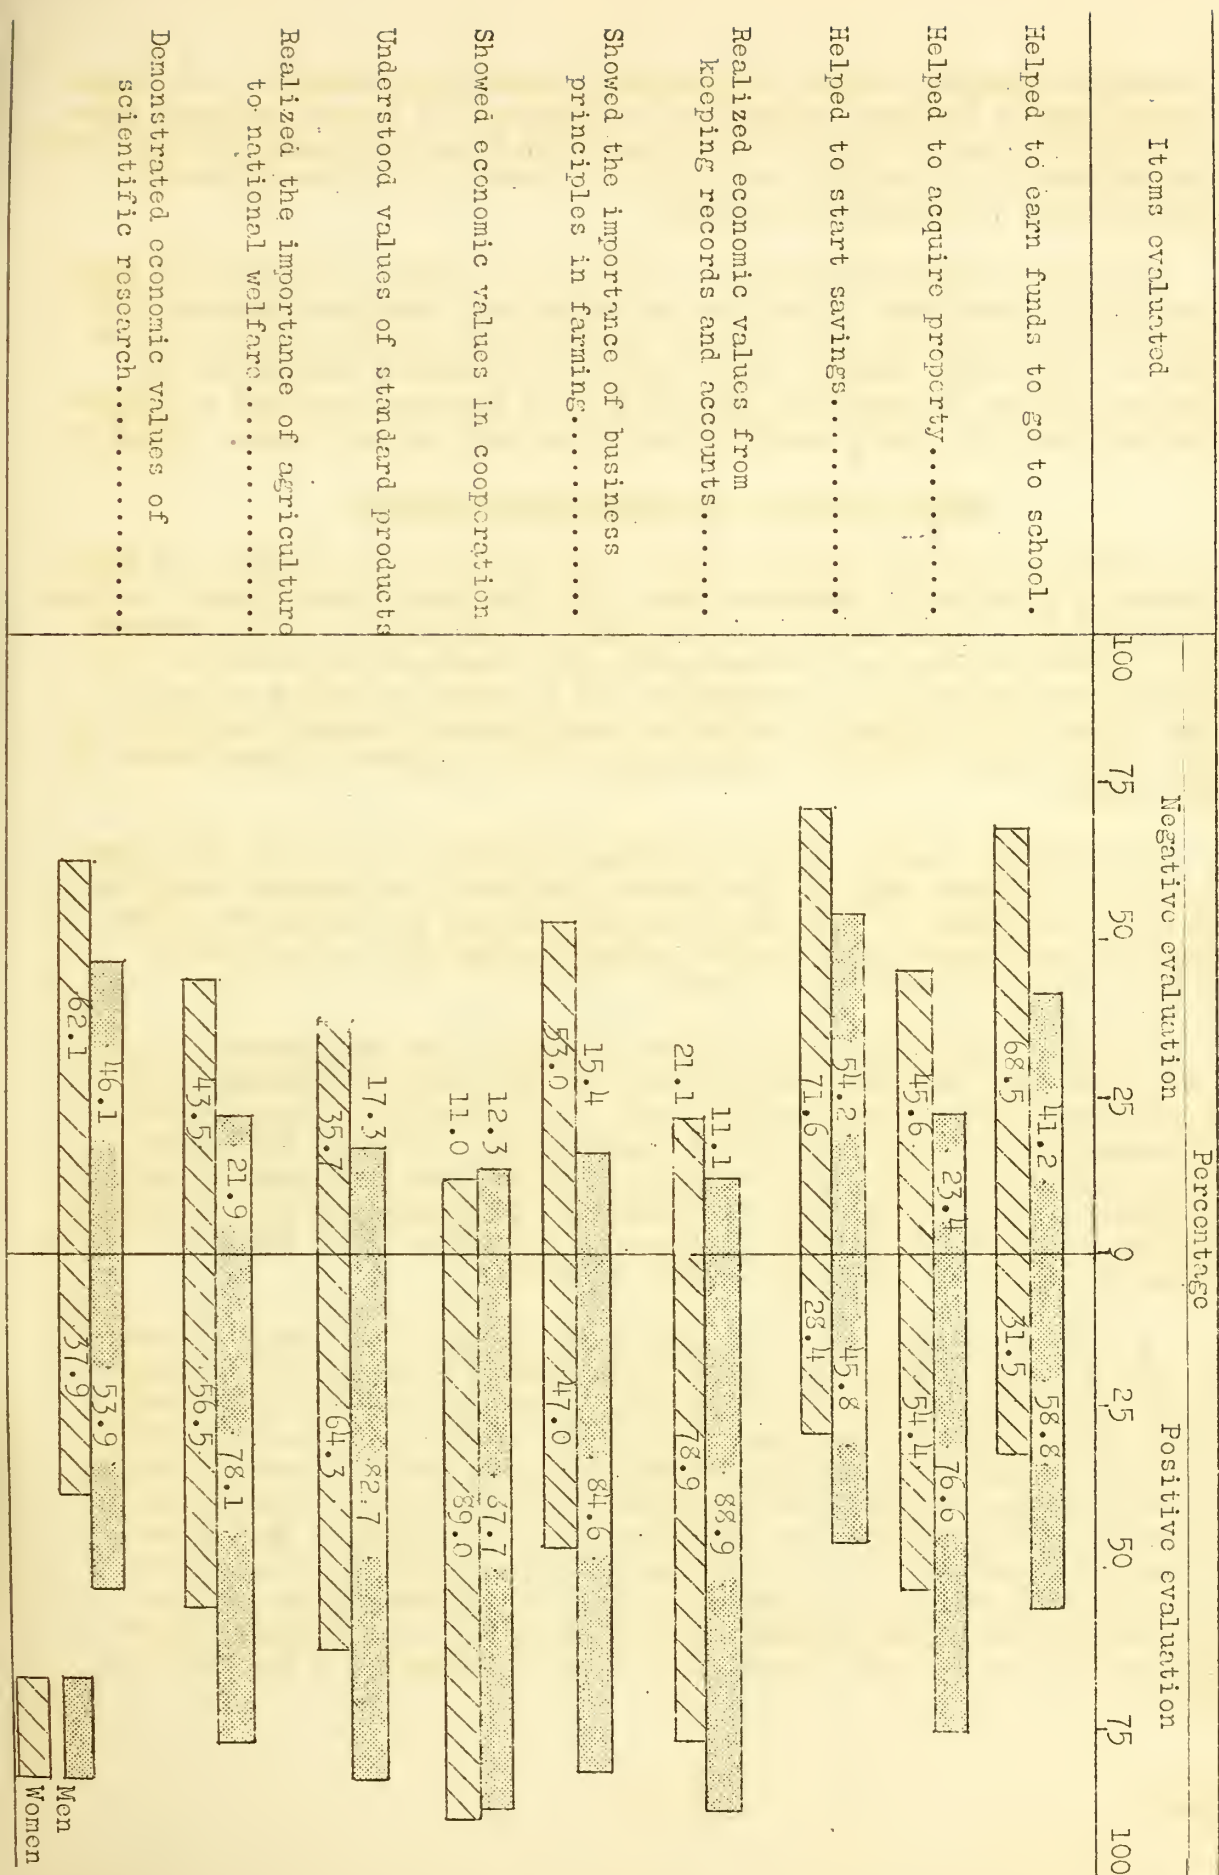 Items evaluated
Percentage
Negative evaluation Positive evaluation
100 75 50 25 0 25 50 75 100
Helped to earn funds to go to school.
41.2 58.8
68.5 31.5
Helped to acquire property.........
23.4 76.6
45.6 54.4
Helped to start savings............
54.2 45.8
71.6 28.4
Realized economic values from
keeping records and accounts......
11.1 88.9
21.1 78.9
Showed the importance of business
principles in farming............
15.4 84.6
53.0 47.0
Showed economic values in cooperation
12.3 87.7
11.0 89.0
Understood values of standard products
17.3 82.7
35.7 64.3
Realized the importance of agriculture
to national welfare..............
21.9 78.1
43.5 56.5
Demonstrated economic values of
scientific research..............
46.1 53.9
62.1 37.9
Men
Women